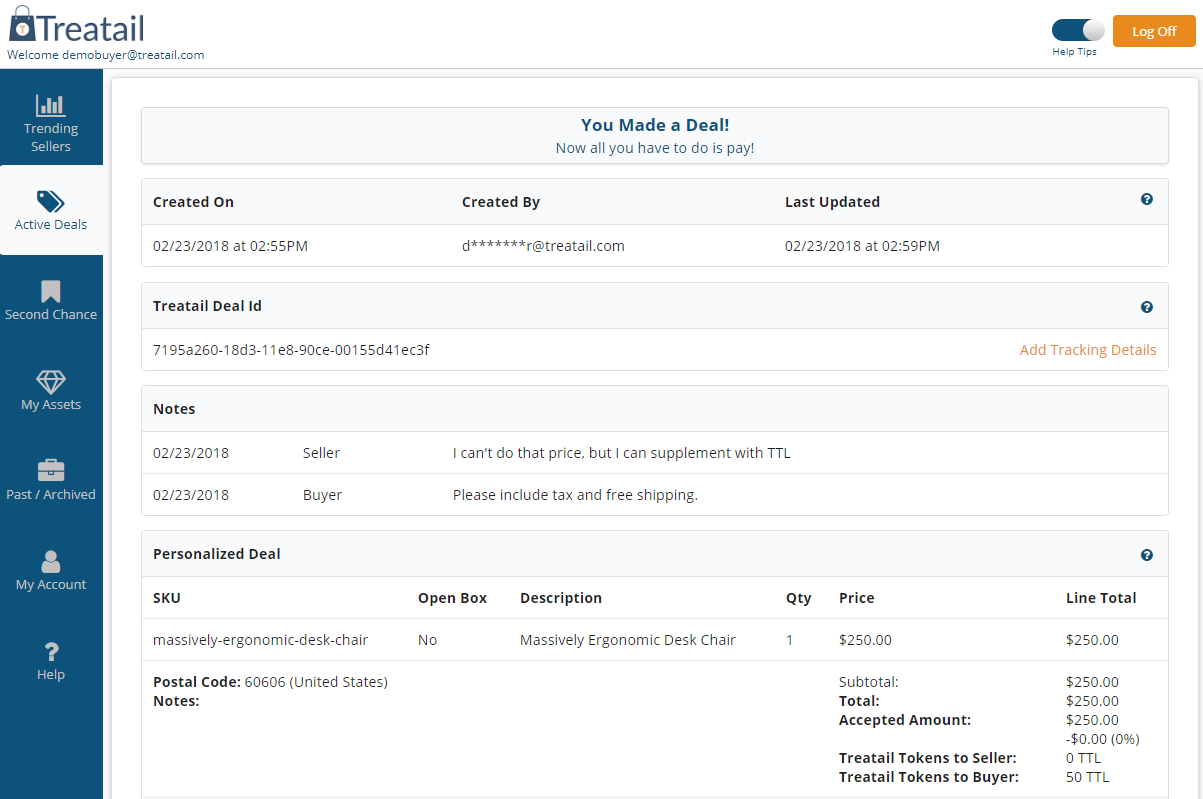 Treatail
Welcome demobuyer@treatail.com
Help Tips
Log Off
Trending
Sellers
Active Deals
Second Chance
My Assets
Past / Archived
My Account
Help
You Made a Deal!
Now all you have to do is pay!
Created On Created By Last Updated
02/23/2018 at 02:55PM d*******r@treatail.com 02/23/2018 at 02:59PM
Treatail Deal Id
7195a260-18d3-11e8-90ce-00155d41ec3f Add Tracking Details
Notes
02/23/2018 Seller I can't do that price, but I can supplement with TTL
02/23/2018 Buyer Please include tax and free shipping.
Personalized Deal
SKU Open Box Description Qty Price Line Total
massively-ergonomic-desk-chair No Massively Ergonomic Desk Chair 1 $250.00 $250.00
Postal Code: 60606 (United States)
Notes:
Subtotal: $250.00
Total: $250.00
Accepted Amount: $250.00
-$0.00 (0%)
Treatail Tokens to Seller: 0 TTL
Treatail Tokens to Buyer: 50 TTL